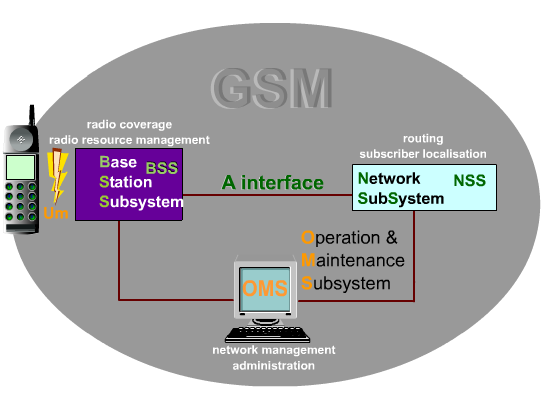 GSM
radio coverage
radio resource management
routing
subscriber localisation
Base
Station
Subsystem
BSS
Um
A interface
Network
SubSystem
NSS
Operation &
Maintenance
Subsystem
OMS
network management
administration